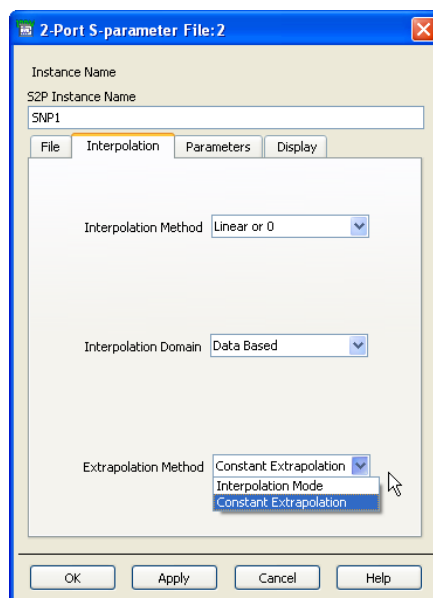 2-Port S-parameter File:2
Instance Name
S2P Instance Name
SNP1
File Interpolation Parameters Display
Interpolation Method Linear or 0
Interpolation Domain Data Based
Extrapolation Method Constant Extrapolation
Interpolation Mode
Constant Extrapolation
OK Apply Cancel Help